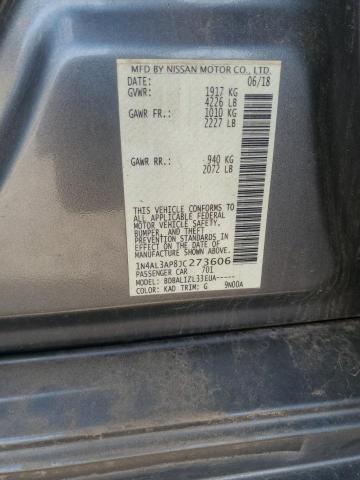 MFD BY NISSAN MOTOR CO., LTD.
DATE: 06/18
GVWR: 1917 KG
4226 LB
GAWR FR.: 1010 KG
2227 LB
GAWR RR.: 940 KG
2072 LB
THIS VEHICLE CONFORMS TO
ALL APPLICABLE FEDERAL
MOTOR VEHICLE SAFETY,
BUMPER, AND THEFT
PREVENTION STANDARDS IN
EFFECT ON THE DATE OF
MANUFACTURE SHOWN ABOVE.
1N4AL3AP8JC273606
PASSENGER CAR 701
MODEL: BDBALIZL33EUA-----
COLOR: KAD TRIM: G 9N00A